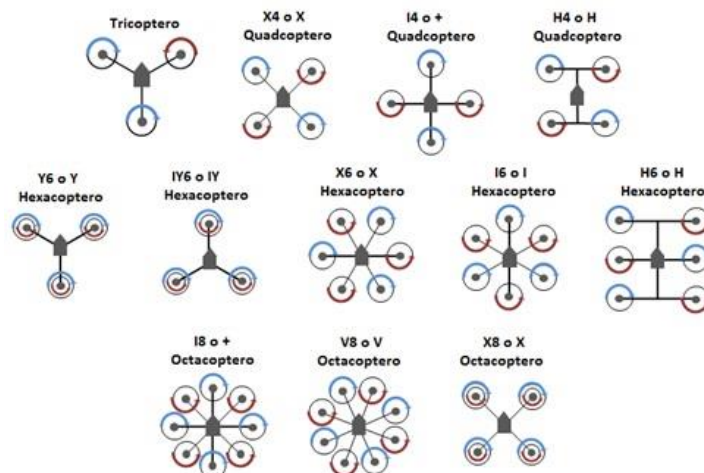 Tricoptero
X4 o X
Quadcoptero
I4 o +
Quadcoptero
H4 o H
Quadcoptero
Y6 o Y
Hexacoptero
IY6 o IY
Hexacoptero
X6 o X
Hexacoptero
I6 o I
Hexacoptero
H6 o H
Hexacoptero
I8 o +
Octacoptero
V8 o V
Octacoptero
X8 o X
Octacoptero